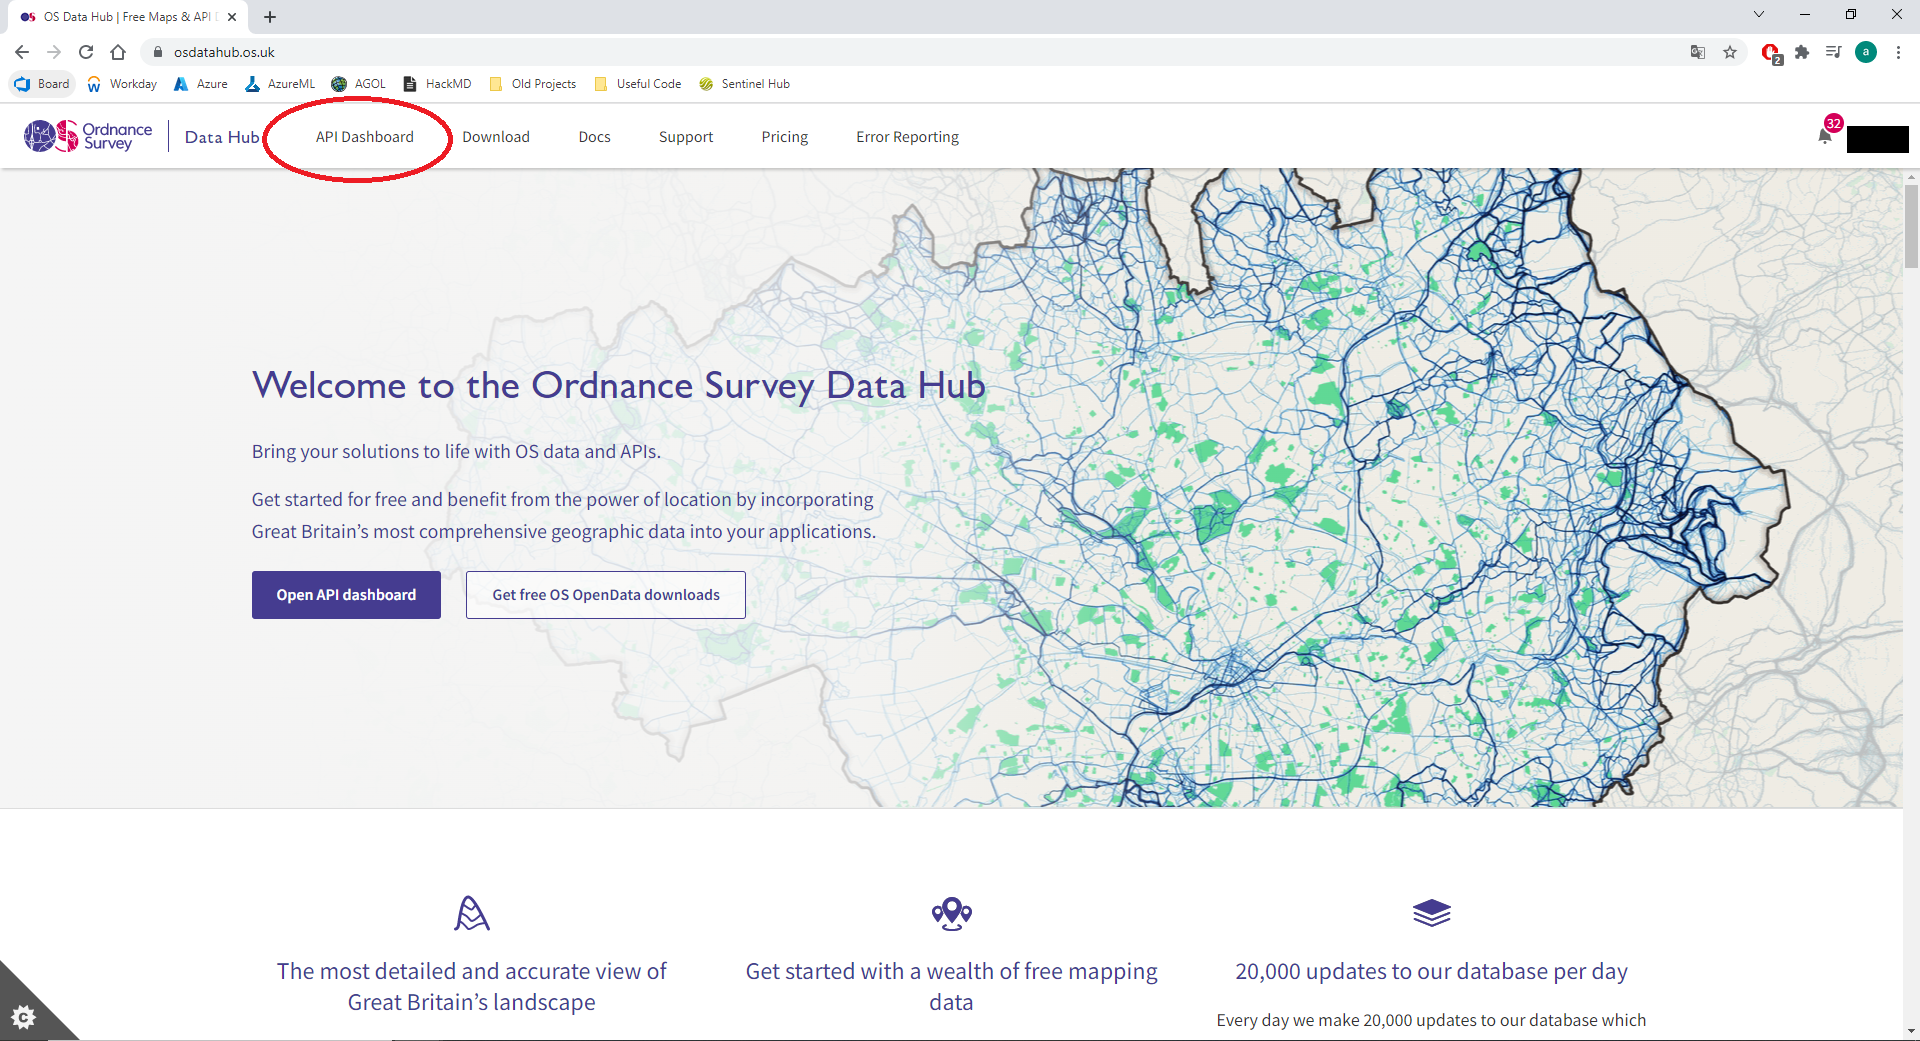 OS Data Hub | Free Maps & API
osdatahub.os.uk
2
a
Board
Workday
Azure
AzureML
AGOL
HackMD
Old Projects
Useful Code
Sentinel Hub
Ordnance
Survey
Data Hub
API Dashboard
Download
Docs
Support
Pricing
Error Reporting
32
Welcome to the Ordnance Survey Data Hub
Bring your solutions to life with OS data and APIs.
Get started for free and benefit from the power of location by incorporating
Great Britain's most comprehensive geographic data into your applications.
Open API dashboard
Get free OS OpenData downloads
The most detailed and accurate view of
Great Britain's landscape
Get started with a wealth of free mapping
data
20,000 updates to our database per day
Every day we make 20,000 updates to our database which